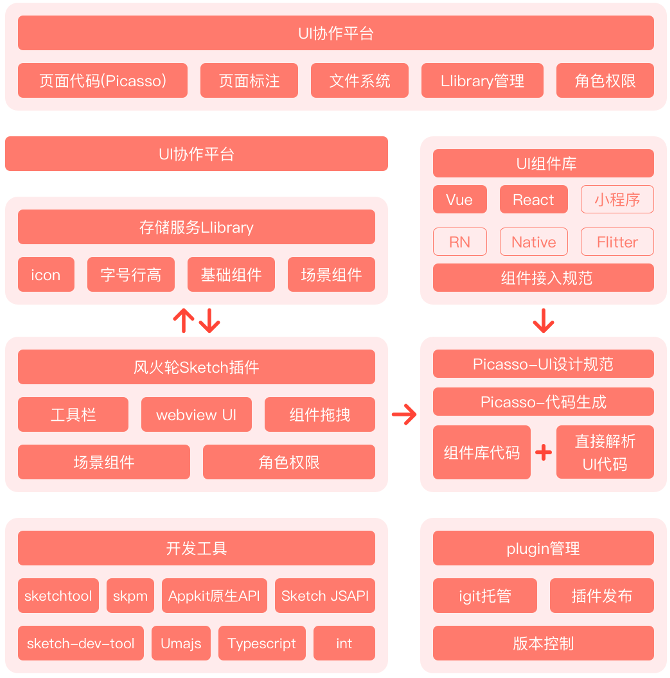 UI协作平台
页面代码(Picasso)
页面标注
文件系统
Llibrary管理
角色权限
UI协作平台
存储服务Llibrary
icon
字号行高
基础组件
场景组件
UI组件库
Vue
React
小程序
RN
Native
Flitter
组件接入规范
风火轮Sketch插件
工具栏
webview UI
组件拖拽
场景组件
角色权限
Picasso-UI设计规范
Picasso-代码生成
组件库代码
+
直接解析
UI代码
开发工具
sketchtool
skpm
Appkit原生API
Sketch JSAPI
sketch-dev-tool
Umajs
Typescript
int
plugin管理
igit托管
插件发布
版本控制